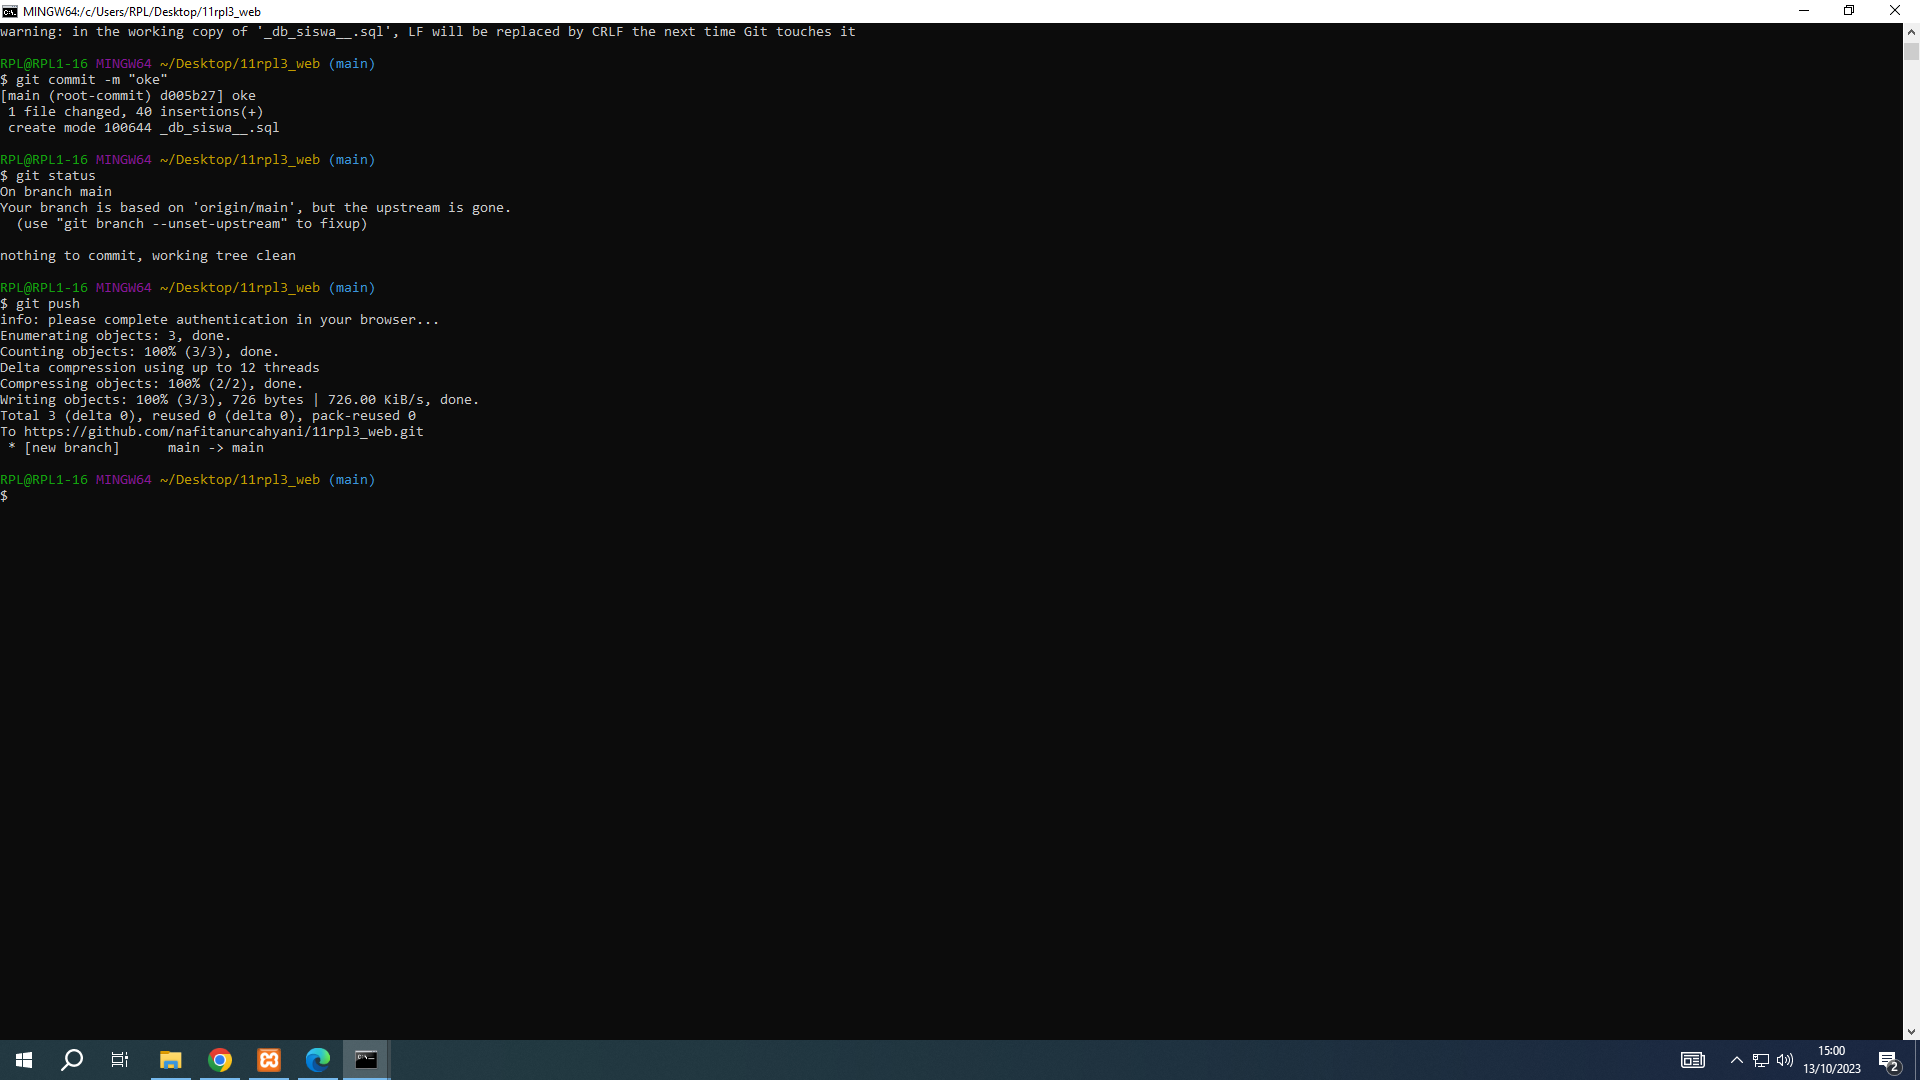 MINGW64:/c/Users/RPL/Desktop/11rpl3_web
warning: in the working copy of '_db_siswa__.sql', LF will be replaced by CRLF the next time Git touches it
RPL@RPL1-16 MINGW64 ~/Desktop/11rpl3_web (main)
$ git commit -m "oke"
[main (root-commit) d005b27] oke
 1 file changed, 40 insertions(+)
 create mode 100644 _db_siswa__.sql
RPL@RPL1-16 MINGW64 ~/Desktop/11rpl3_web (main)
$ git status
On branch main
Your branch is based on 'origin/main', but the upstream is gone.
  (use "git branch --unset-upstream" to fixup)
nothing to commit, working tree clean
RPL@RPL1-16 MINGW64 ~/Desktop/11rpl3_web (main)
$ git push
info: please complete authentication in your browser...
Enumerating objects: 3, done.
Counting objects: 100% (3/3), done.
Delta compression using up to 12 threads
Compressing objects: 100% (2/2), done.
Writing objects: 100% (3/3), 726 bytes | 726.00 KiB/s, done.
Total 3 (delta 0), reused 0 (delta 0), pack-reused 0
To https://github.com/nafitanurcahyani/11rpl3_web.git
 * [new branch]      main -> main
RPL@RPL1-16 MINGW64 ~/Desktop/11rpl3_web (main)
$
15:00
13/10/2023
2